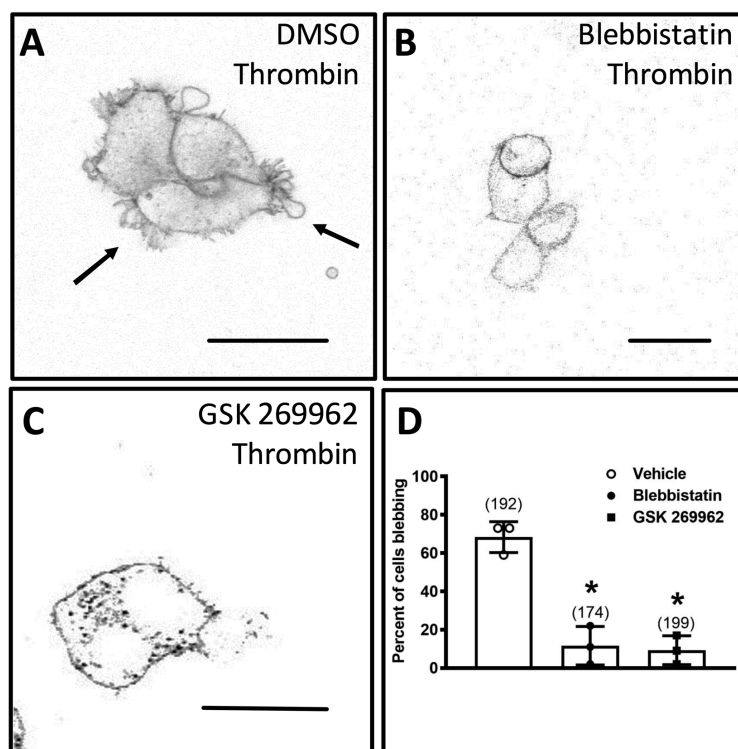 A
DMSO
Thrombin
B
Blebbistatin
Thrombin
C
GSK 269962
Thrombin
D
Percent of cells blebbing
100
80
60
40
20
0
(192)
*
(174)
*
(199)
Vehicle
Blebbistatin
GSK 269962